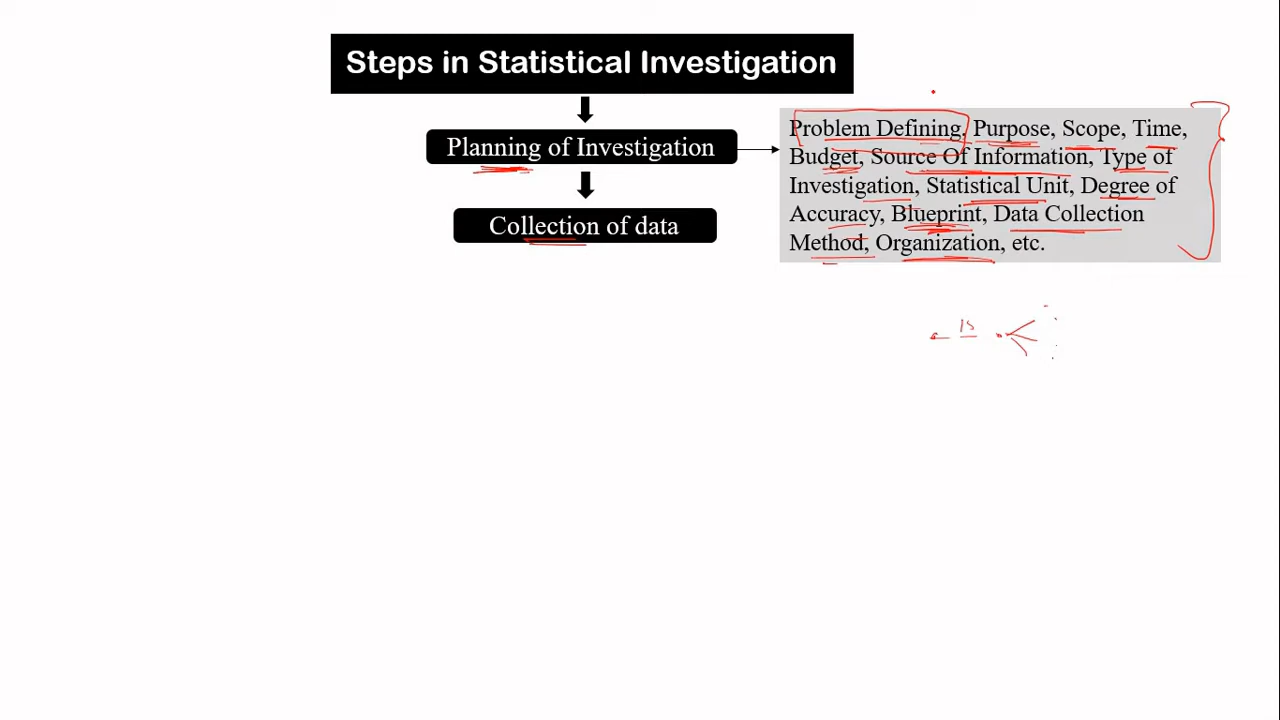 Steps in Statistical Investigation
Planning of Investigation
Problem Defining, Purpose, Scope, Time,
Budget, Source Of Information, Type of
Investigation, Statistical Unit, Degree of
Accuracy, Blueprint, Data Collection
Method, Organization, etc.
Collection of data